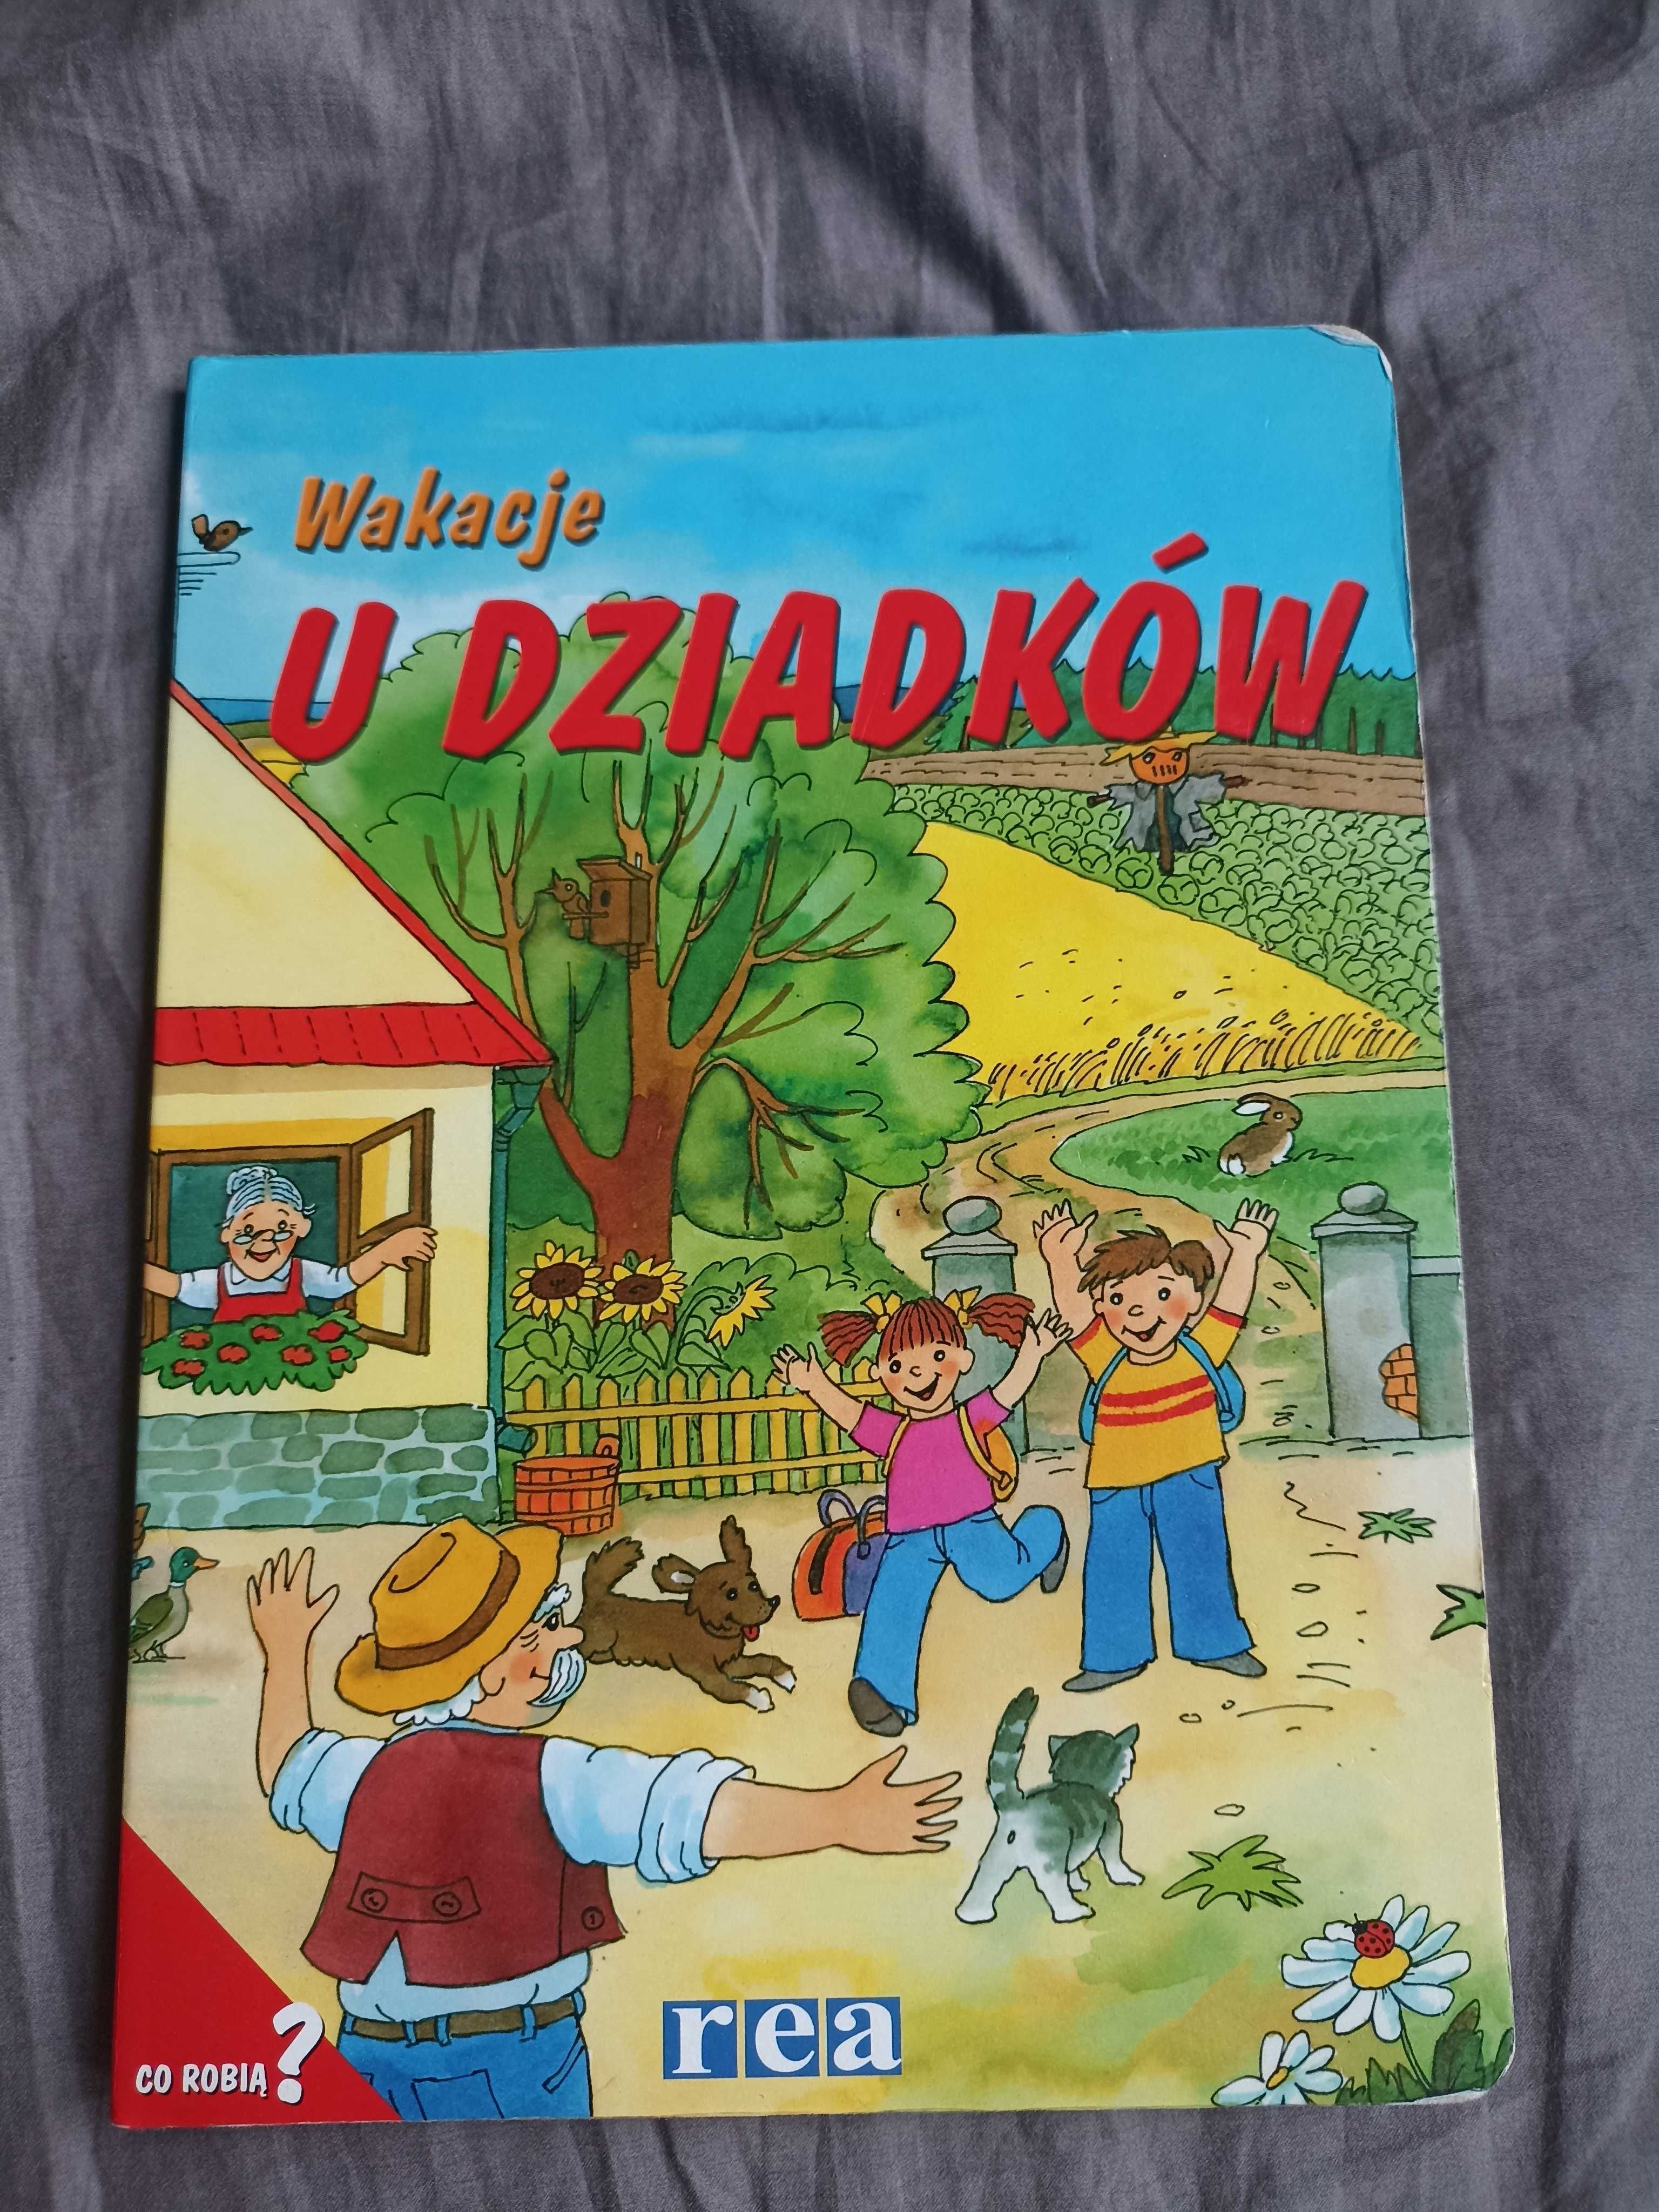 Wakacje
U DZIADKÓW
CO ROBIĄ?
rea